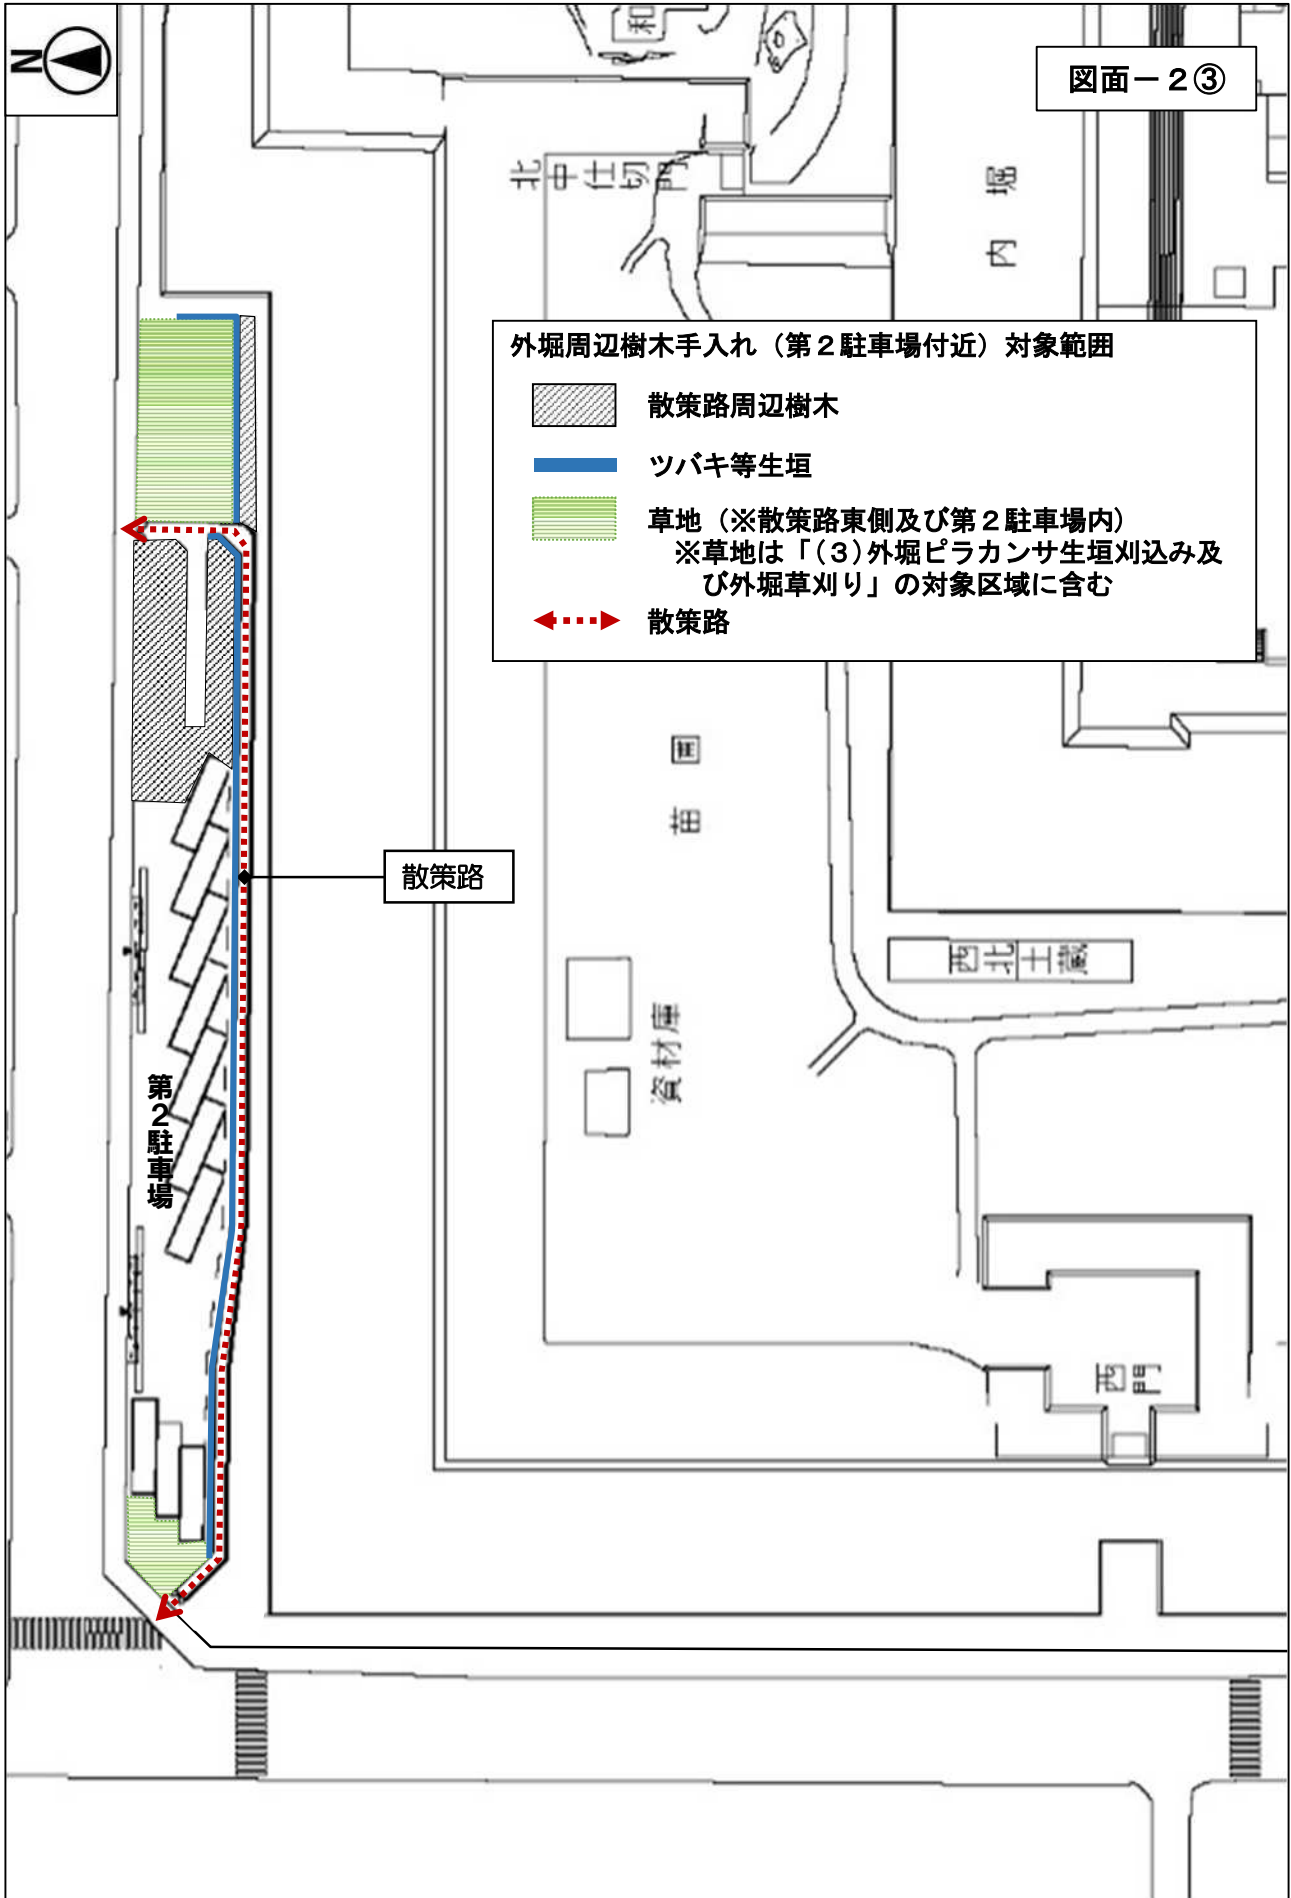 N
図面－２③
和
北中仕切門
内堀
外堀周辺樹木手入れ（第２駐車場付近）対象範囲
散策路周辺樹木
ツバキ等生垣
草地（※散策路東側及び第２駐車場内）
※草地は「（３）外堀ピラカンサ生垣刈込み及
び外堀草刈り」の対象区域に含む
散策路
苗圃
散策路
西北土蔵
資材庫
第２駐車場
西門